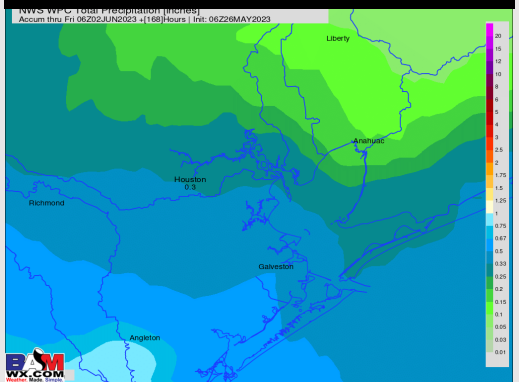 NWS WPC Total Precipitation [inches]
Accum thru Fri 06Z02JUN2023 +[168]Hours | Init: 06Z26MAY2023
Liberty
Anahuac
Houston
0.3
Richmond
Galveston
Angleton
20
15
12
10
8
6
5
4
3
2.5
2
1.75
1.5
1.25
1
0.75
0.67
0.5
0.33
0.25
0.2
0.15
0.1
0.05
0.03
0.01
BAM
WX.COM
Weather. Made. Simple.